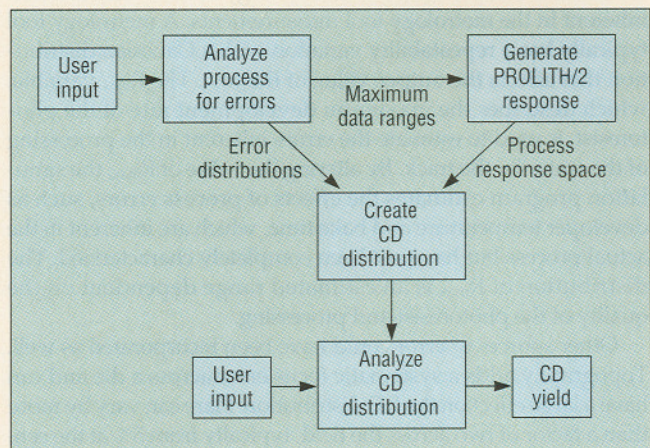 User
input
Analyze
process
for errors
Maximum
data ranges
Generate
PROLITH/2
response
Error
distributions
Process
response space
Create
CD
distribution
User
input
Analyze
CD
distribution
CD
yield